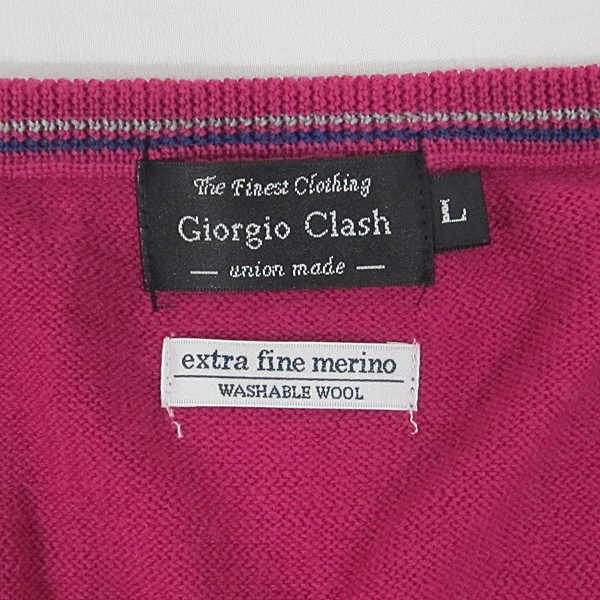 The Finest Clothing
Giorgio Clash
union made
L
extra fine merino
WASHABLE WOOL